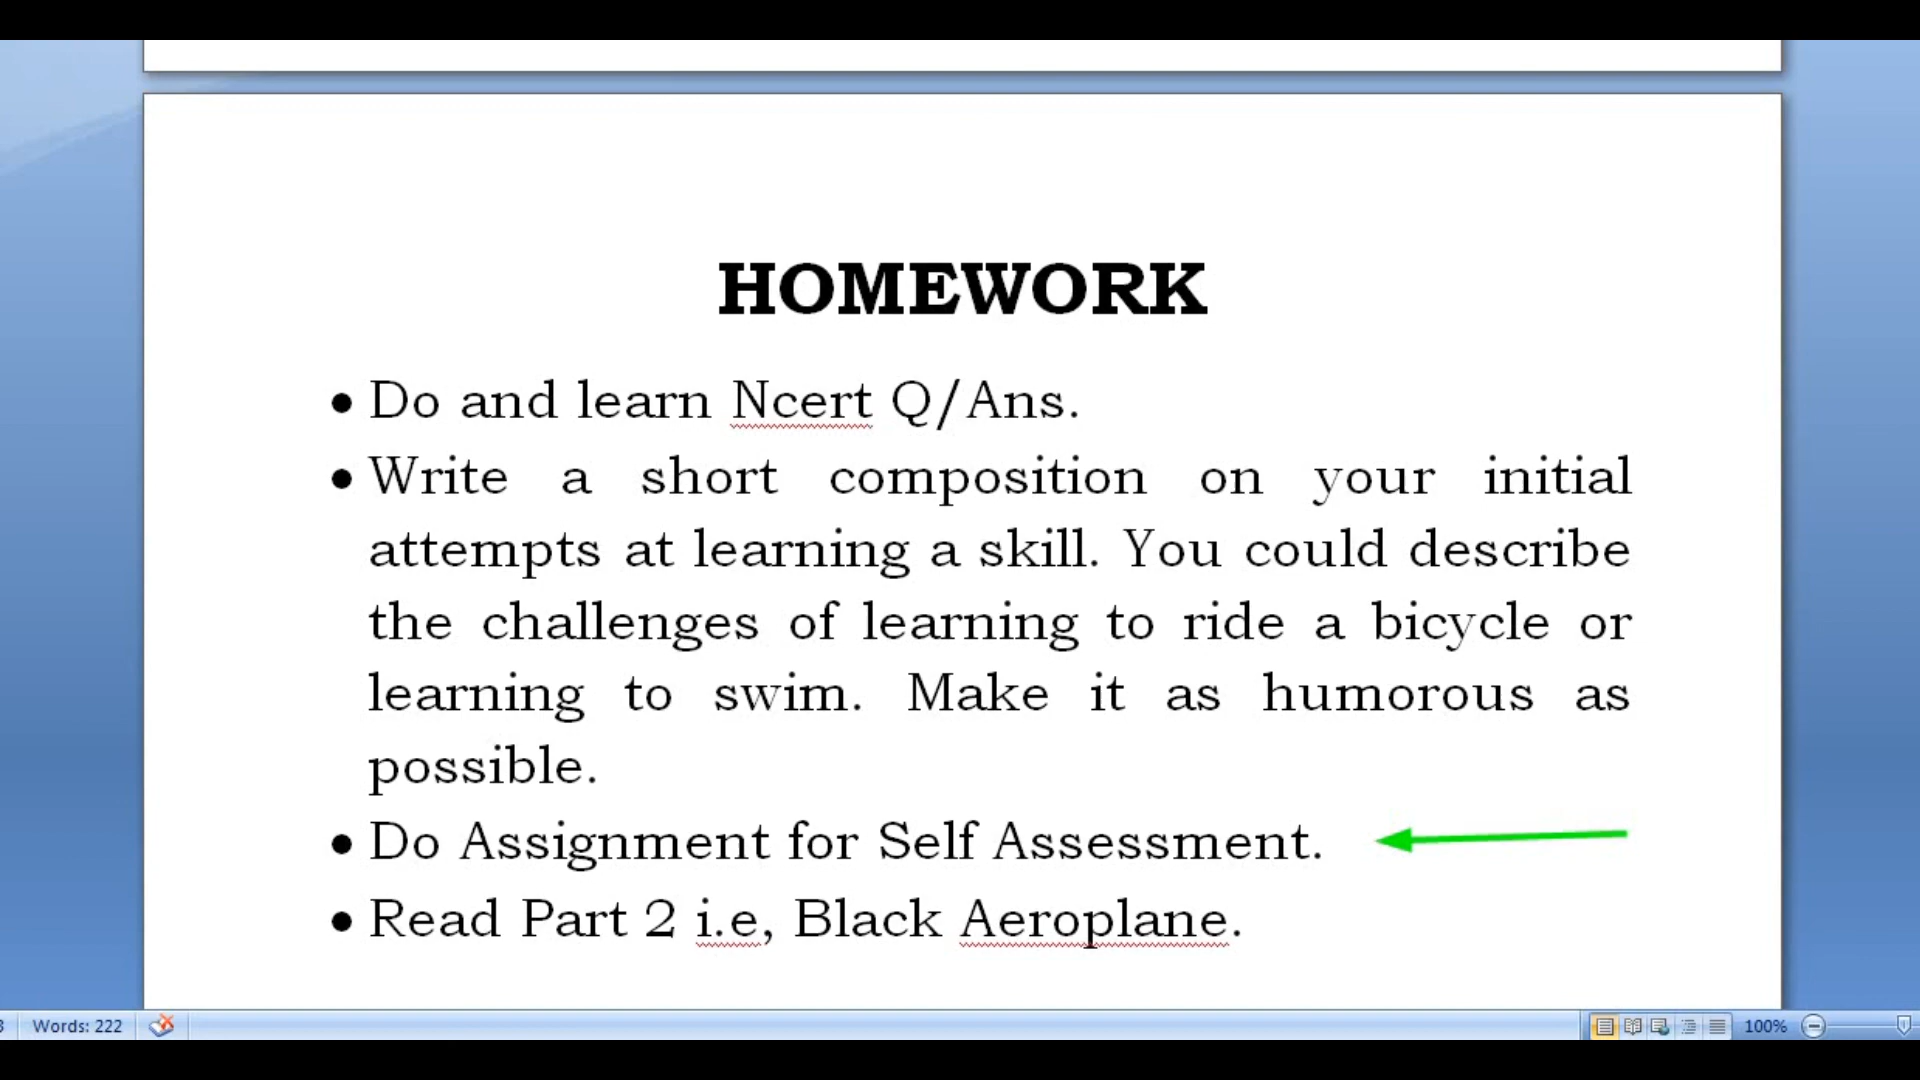 HOMEWORK
• Do and learn Ncert Q/Ans.
• Write a short composition on your initial
attempts at learning a skill. You could describe
the challenges of learning to ride a bicycle or
learning to swim. Make it as humorous as
possible.
• Do Assignment for Self Assessment.
• Read Part 2 i.e, Black Aeroplane.
Words: 222
100%